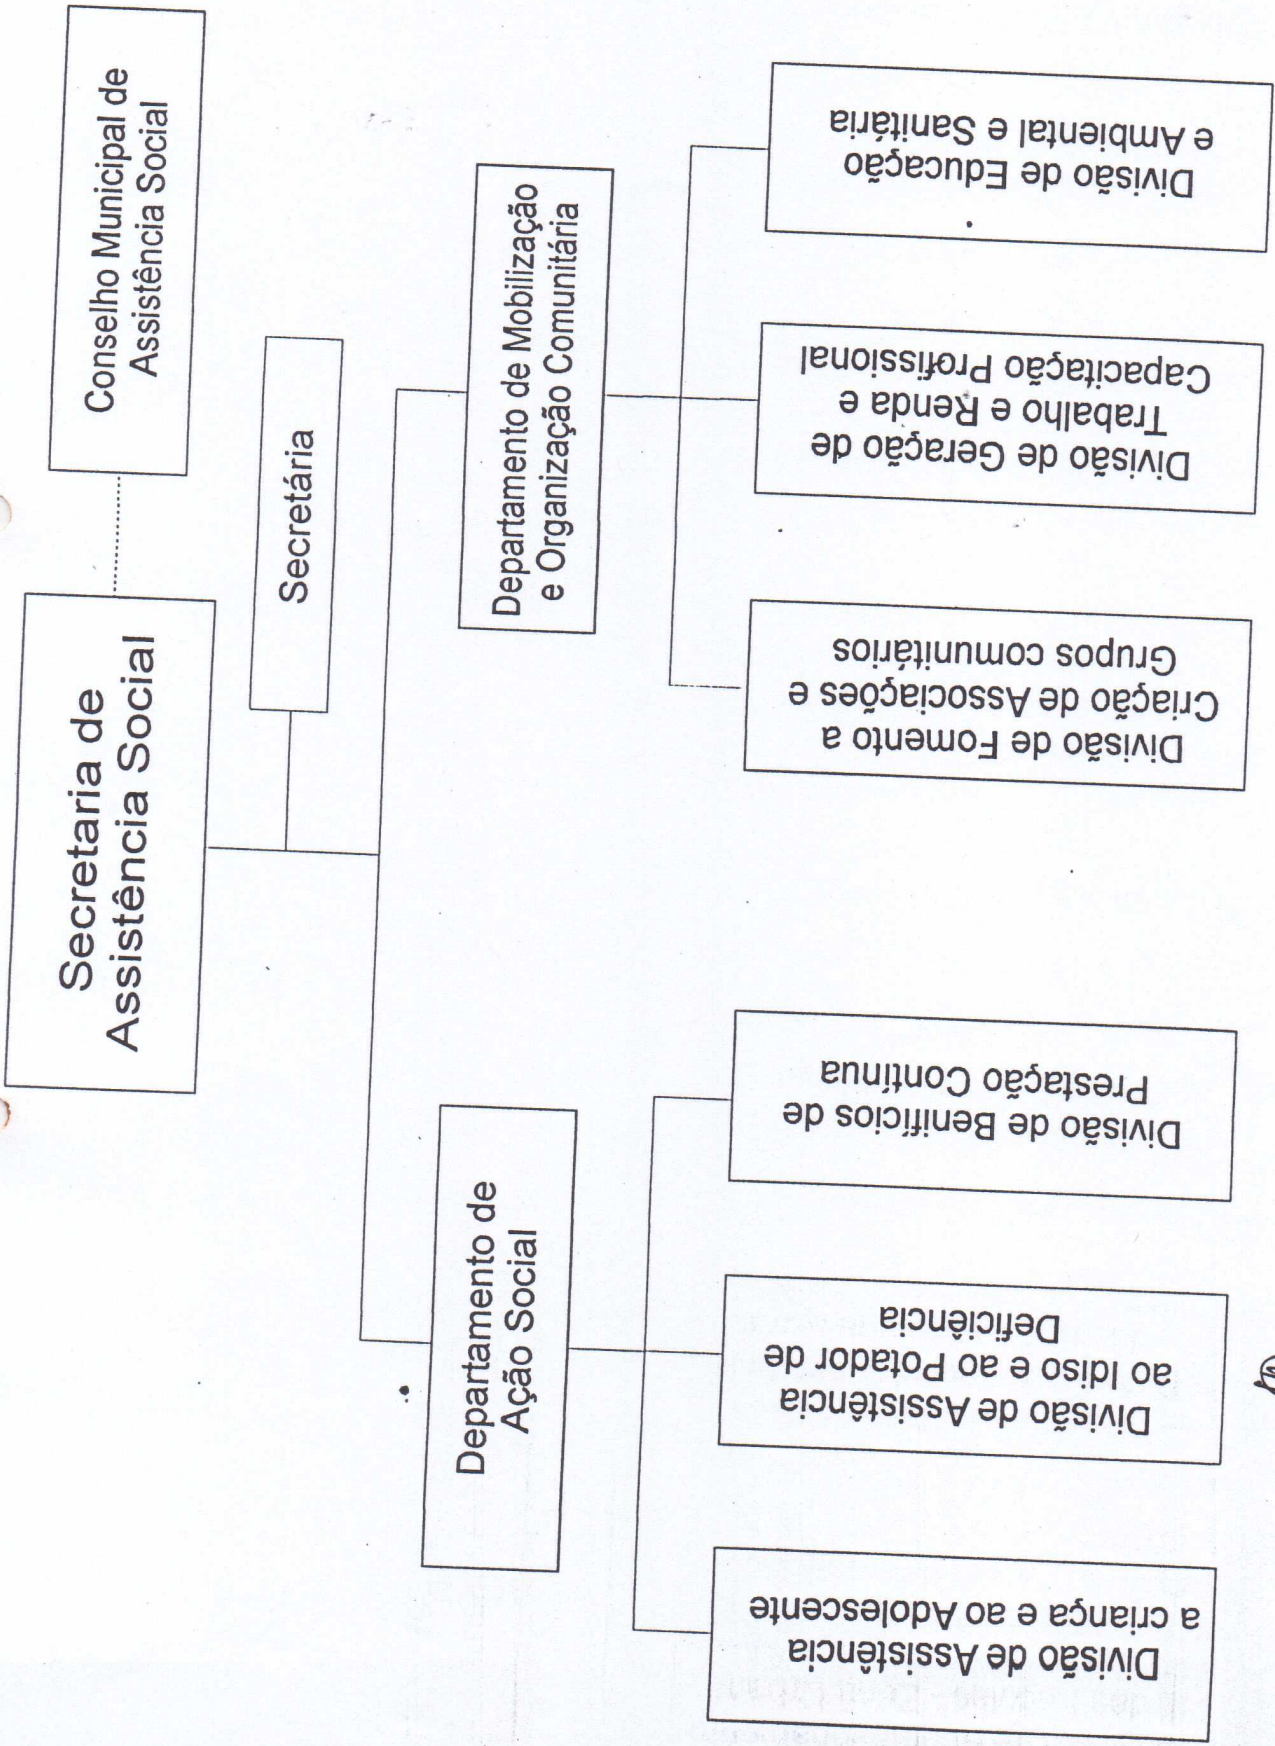 Secretaria de
Assistência Social
Conselho Municipal de
Assistência Social
Secretária
Departamento de
Ação Social
Departamento de Mobilização
e Organização Comunitária
Divisão de Assistência
a criança e ao Adolescente
Divisão de Assistência
ao Idiso e ao Potador de
Deficiência
Divisão de Benifícios de
Prestação Contínua
Divisão de Fomento a
Criação de Associações e
Grupos comunitários
Divisão de Geração de
Trabalho e Renda e
Capacitação Profissional
Divisão de Educação
e Ambiental e Sanitária